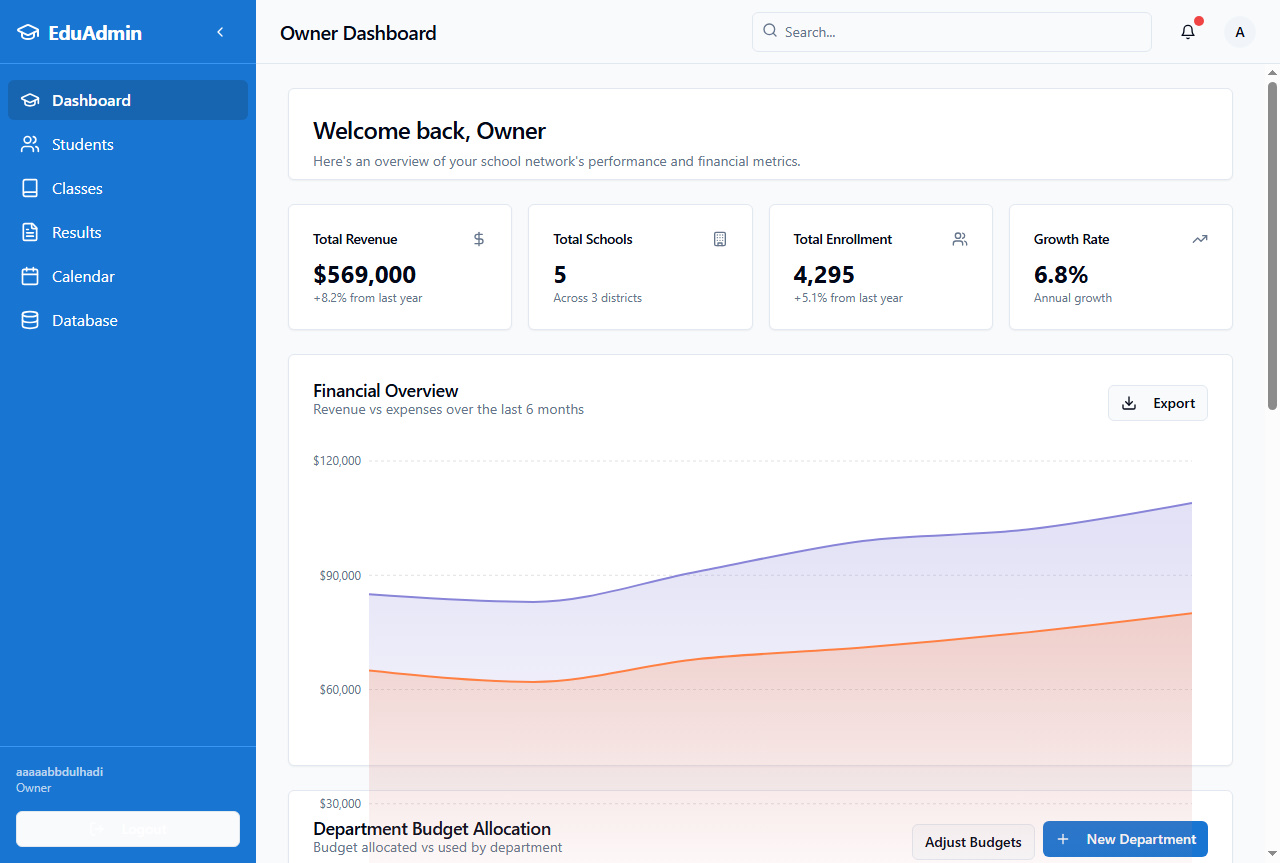 EduAdmin
Owner Dashboard
Search...
A
Dashboard
Students
Classes
Results
Calendar
Database
aaaaabbdulhadi
Owner
Logout
Welcome back, Owner
Here's an overview of your school network's performance and financial metrics.
Total Revenue
$569,000
+8.2% from last year
Total Schools
5
Across 3 districts
Total Enrollment
4,295
+5.1% from last year
Growth Rate
6.8%
Annual growth
Financial Overview
Revenue vs expenses over the last 6 months
Export
$120,000
$90,000
$60,000
$30,000
Department Budget Allocation
Budget allocated vs used by department
Adjust Budgets
New Department